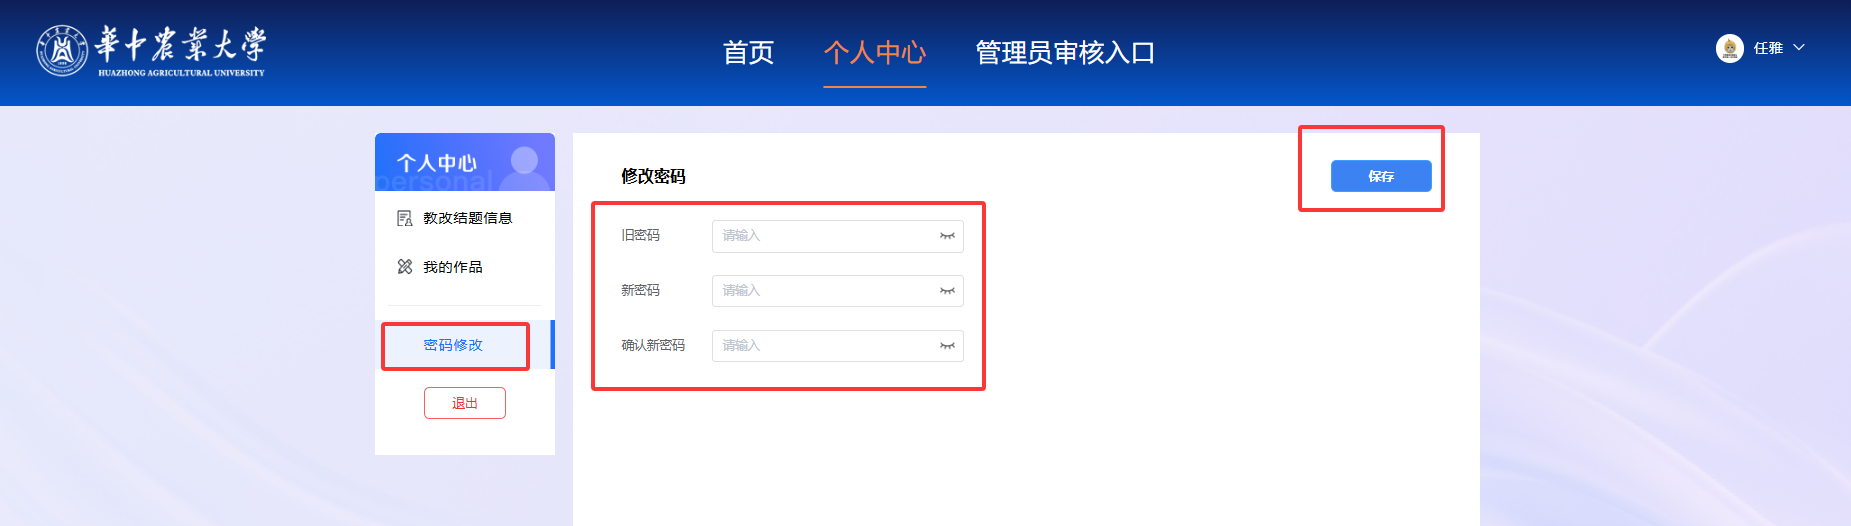 華中农業大学
HUAZHONG AGRICULTURAL UNIVERSITY
首页
个人中心
管理员审核入口
任雅
个人中心
personal
教改结题信息
我的作品
密码修改
退出
修改密码
保存
旧密码
请输入
新密码
请输入
确认新密码
请输入